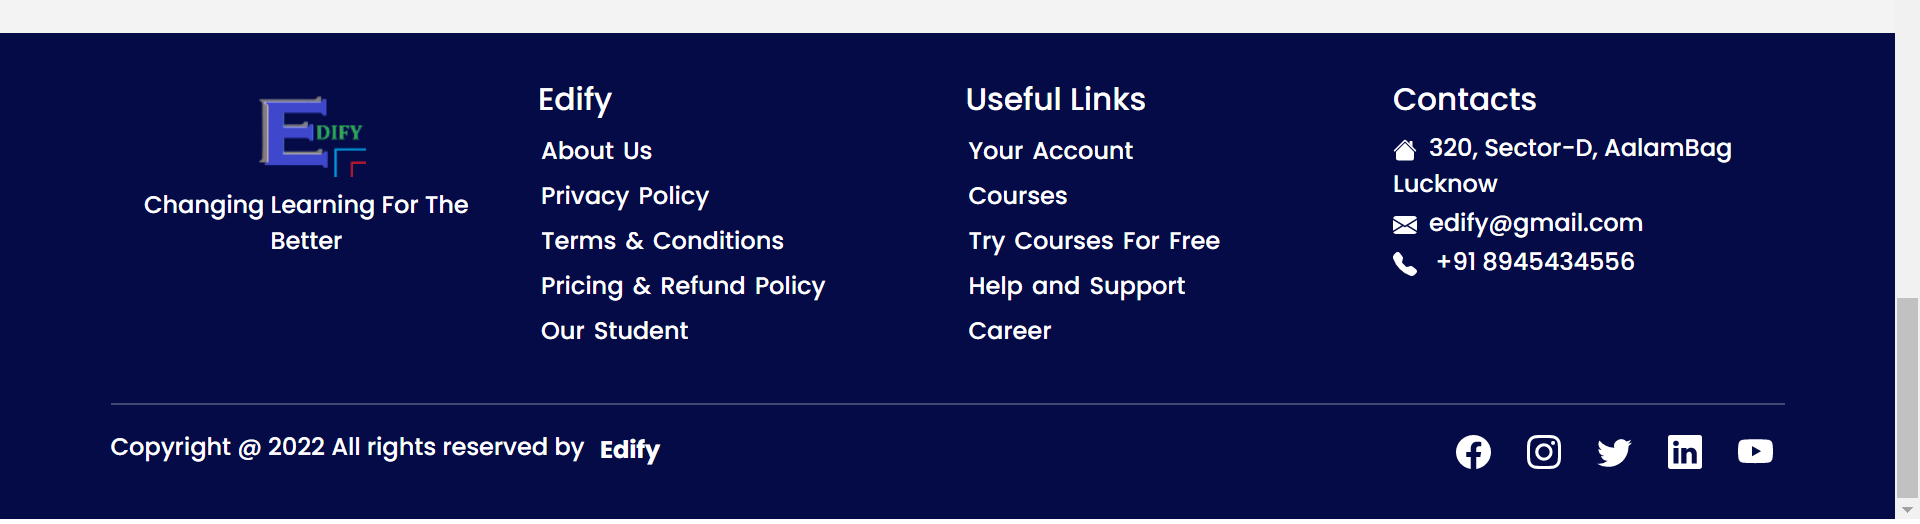 EDIFY
Changing Learning For The
Better
Edify
About Us
Privacy Policy
Terms & Conditions
Pricing & Refund Policy
Our Student
Useful Links
Your Account
Courses
Try Courses For Free
Help and Support
Career
Contacts
320, Sector-D, AalamBag
Lucknow
edify@gmail.com
+91 8945434556
Copyright @ 2022 All rights reserved by Edify